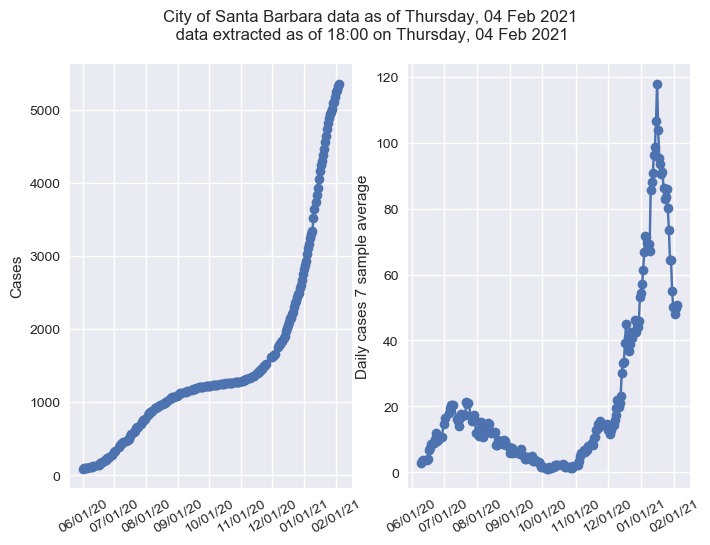 City of Santa Barbara data as of Thursday, 04 Feb 2021
data extracted as of 18:00 on Thursday, 04 Feb 2021
Cases
5000
4000
3000
2000
1000
0
06/01/20 07/01/20 08/01/20 09/01/20 10/01/20 11/01/20 12/01/20 01/01/21 02/01/21
Daily cases 7 sample average
120
100
80
60
40
20
0
06/01/20 07/01/20 08/01/20 09/01/20 10/01/20 11/01/20 12/01/20 01/01/21 02/01/21